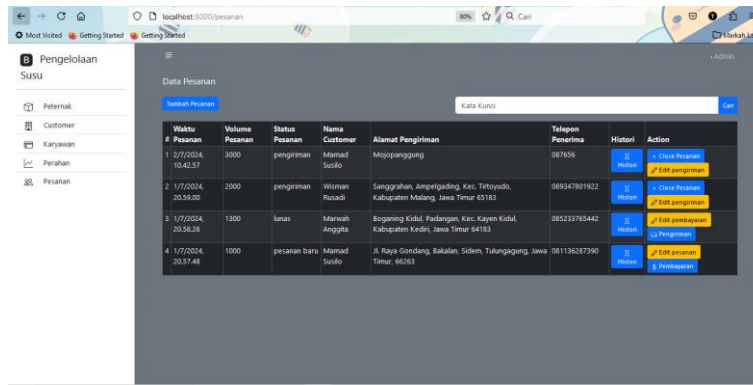 localhost:3000/pesanan
80%
Cari
Most Visited
Getting Started
Getting Started
B Pengelolaan
Susu
Admin
Peternak
Customer
Karyawan
Perahan
Pesanan
Data Pesanan
Tambah Pesanan
Kata Kunci
Cari
# Waktu Pesanan Volume Pesanan Status Pesanan Nama Customer Alamat Pengiriman Telepon Penerima Histori Action
1 2/7/2024, 10.42.57 3000 pengiriman Mamad Susilo Mojopanggung 087656 Histori × Close Pesanan Edit pengiriman
2 1/7/2024, 20.59.00 2000 pengiriman Wisman Rusadi Sanggrahan, Ampelgading, Kec. Tirtoyudo, Kabupaten Malang, Jawa Timur 65183 089347801922 Histori × Close Pesanan Edit pengiriman
3 1/7/2024, 20.58.26 1300 lunas Marwah Anggita Boganing Kidul, Padangan, Kec. Kayen Kidul, Kabupaten Kediri, Jawa Timur 64183 085233765442 Histori Edit pembayaran Pengiriman
4 1/7/2024, 20.57.48 1000 pesanan baru Mamad Susilo Jl. Raya Gondang, Bakalan, Sidem, Tulungagung, Jawa Timur, 66263 081136287390 Histori Edit pesanan $ Pembayaran